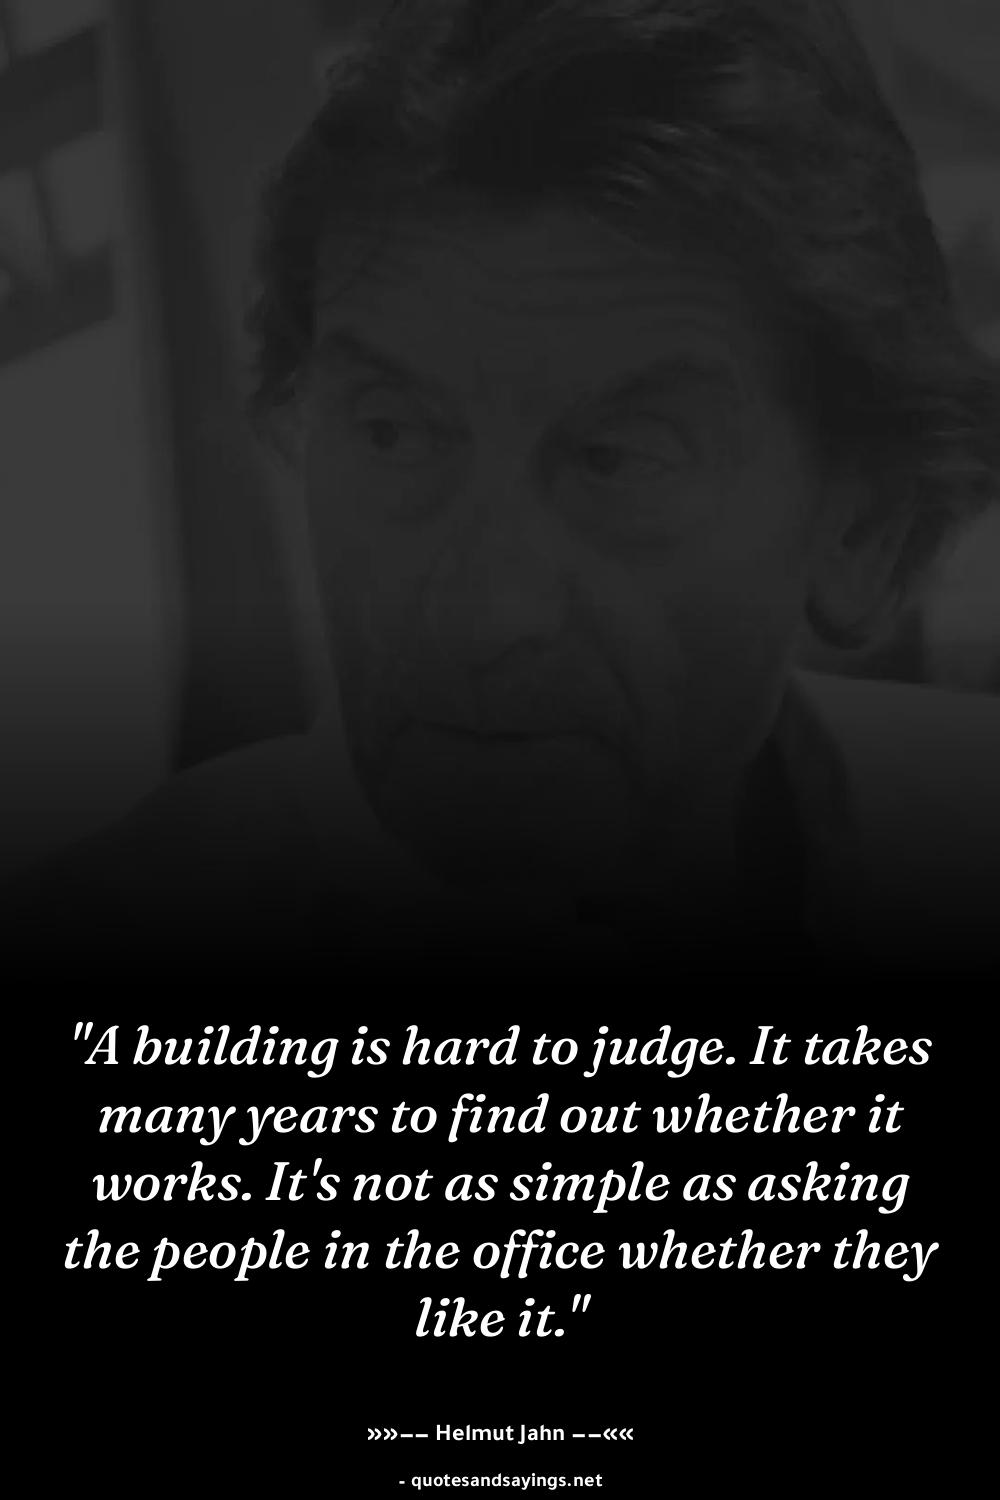 "A building is hard to judge. It takes
many years to find out whether it
works. It's not as simple as asking
the people in the office whether they
like it."
»»–– Helmut Jahn ––««
- quotesandsayings.net